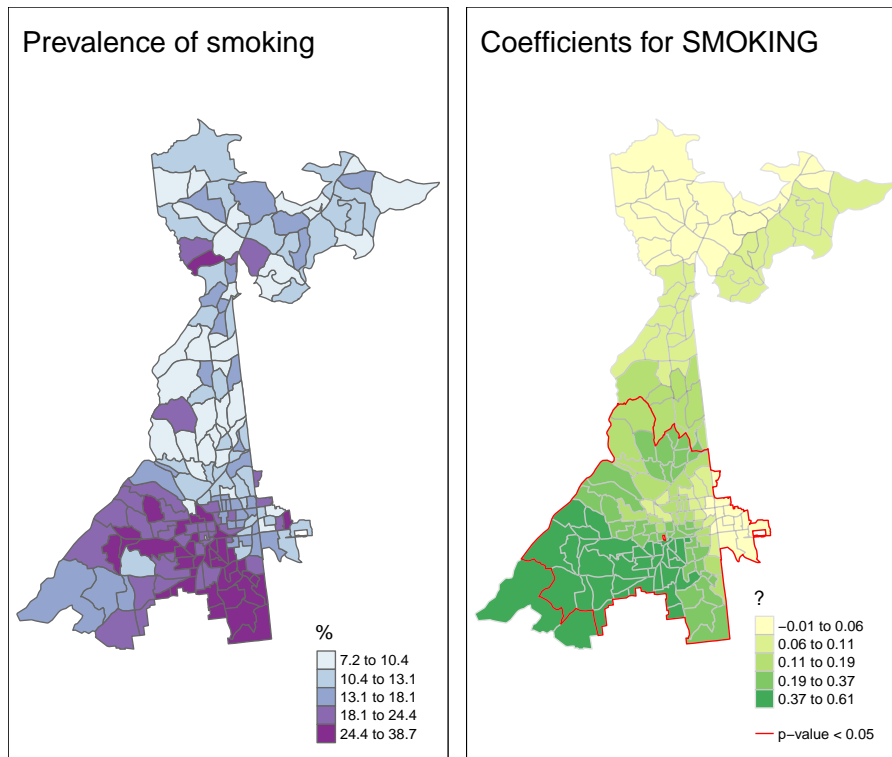 Prevalence of smoking
%
7.2 to 10.4
10.4 to 13.1
13.1 to 18.1
18.1 to 24.4
24.4 to 38.7
Coefficients for SMOKING
?
−0.01 to 0.06
0.06 to 0.11
0.11 to 0.19
0.19 to 0.37
0.37 to 0.61
p−value < 0.05